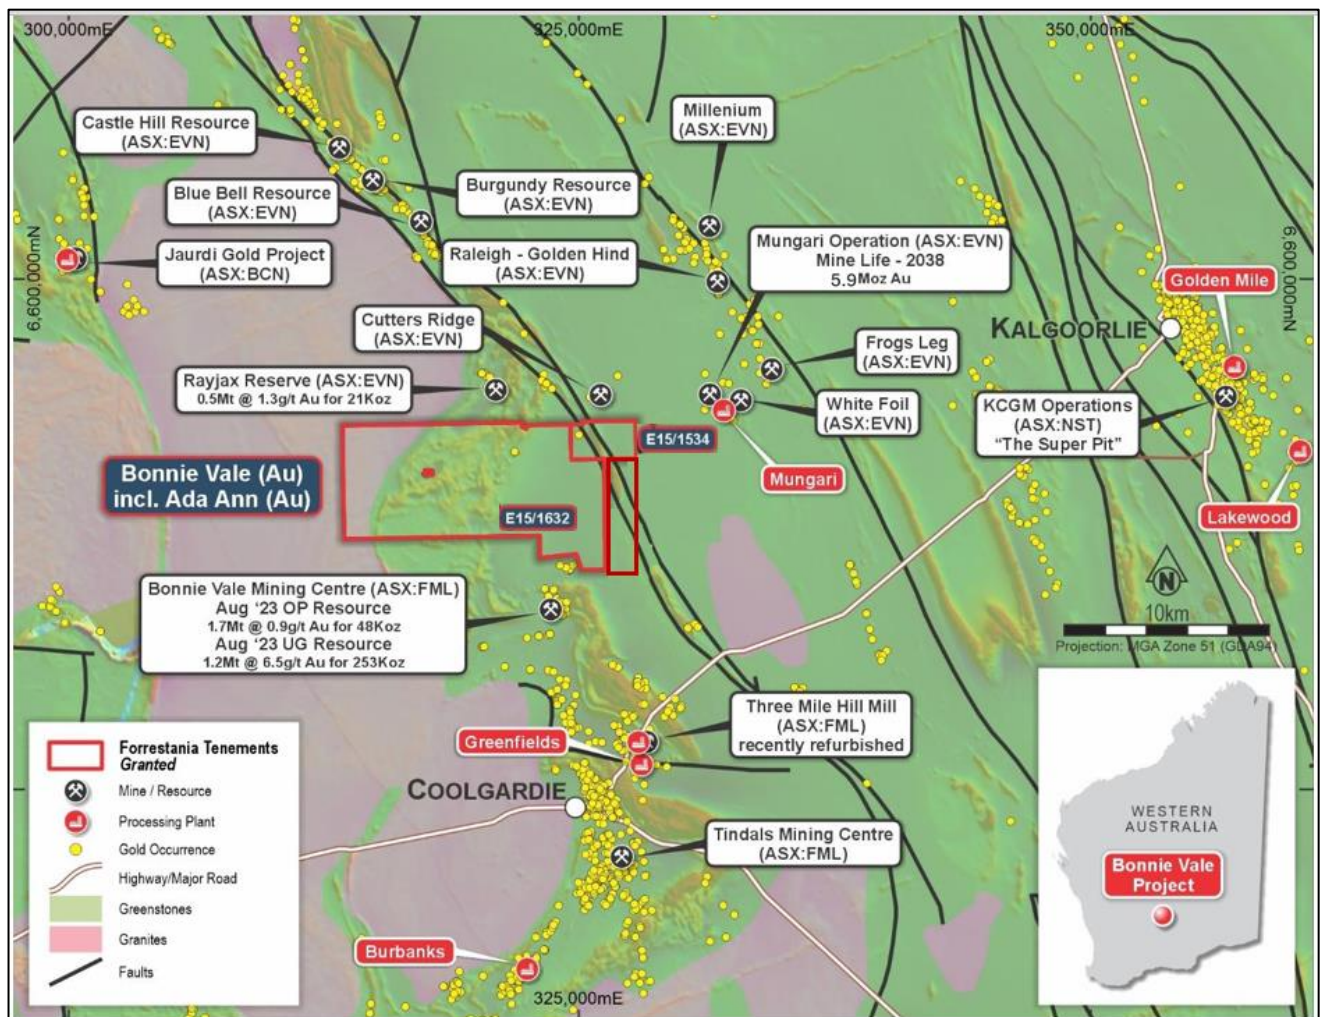 300,000mE
325,000mE
350,000mE
Castle Hill Resource
(ASX:EVN)
Millenium
(ASX:EVN)
Blue Bell Resource
(ASX:EVN)
Burgundy Resource
(ASX:EVN)
Jaurdi Gold Project
(ASX:BCN)
Raleigh - Golden Hind
(ASX:EVN)
Mungari Operation (ASX:EVN)
Mine Life - 2038
5.9Moz Au
6,600,000mN
6,600,000mN
Golden Mile
KALGOORLIE
Cutters Ridge
(ASX:EVN)
Frogs Leg
(ASX:EVN)
Rayjax Reserve (ASX:EVN)
0.5Mt @ 1.3g/t Au for 21Koz
White Foil
(ASX:EVN)
KCGM Operations
(ASX:NST)
“The Super Pit”
E15/1534
Bonnie Vale (Au)
incl. Ada Ann (Au)
Mungari
E15/1632
Lakewood
Bonnie Vale Mining Centre (ASX:FML)
Aug ‘23 OP Resource
1.7Mt @ 0.9g/t Au for 48Koz
Aug ‘23 UG Resource
1.2Mt @ 6.5g/t Au for 253Koz
N
10km
Projection: MGA Zone 51 (GDA94)
Three Mile Hill Mill
(ASX:FML)
recently refurbished
Greenfields
COOLGARDIE
Tindals Mining Centre
(ASX:FML)
Burbanks
325,000mE
Forrestania Tenements
Granted
Mine / Resource
Processing Plant
Gold Occurrence
Highway/Major Road
Greenstones
Granites
Faults
WESTERN
AUSTRALIA
Bonnie Vale
Project